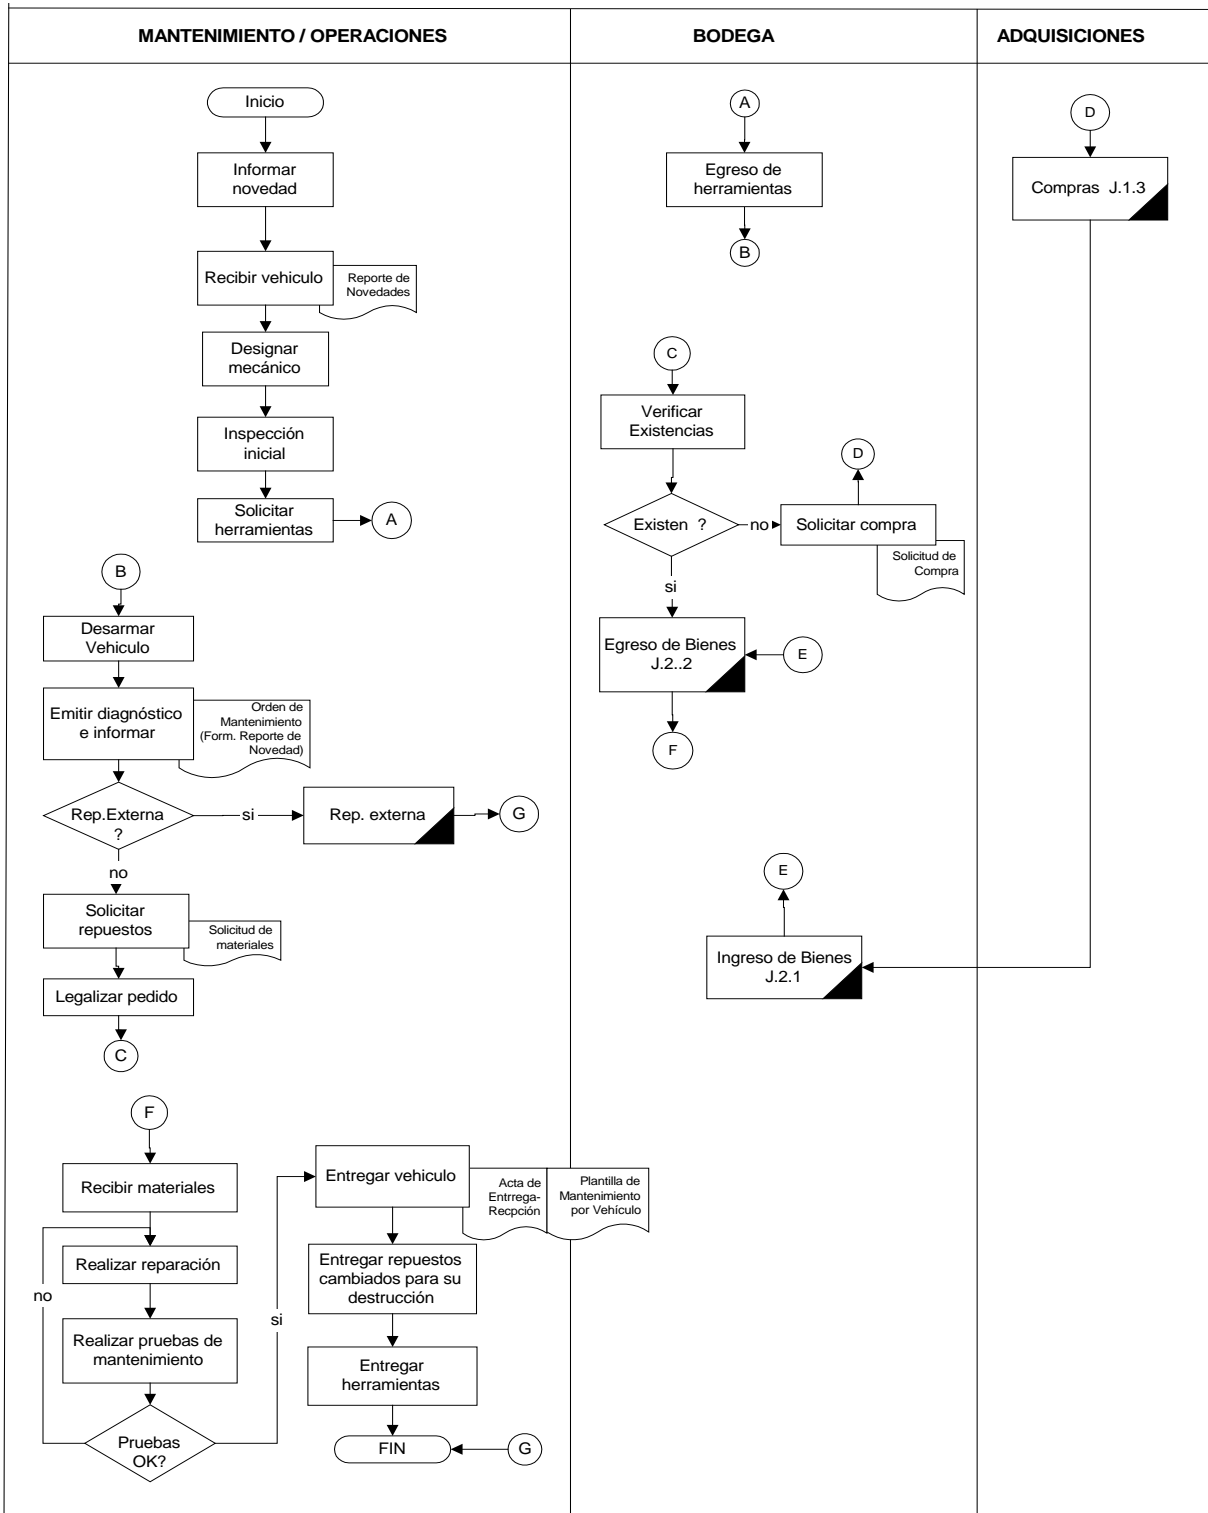 MANTENIMIENTO / OPERACIONES
BODEGA
ADQUISICIONES
Inicio
Informar
novedad
Recibir vehiculo
Reporte de
Novedades
Designar
mecánico
Inspección
inicial
Solicitar
herramientas
A
B
Desarmar
Vehiculo
Emitir diagnóstico
e informar
Orden de
Mantenimiento
(Form. Reporte de
Novedad)
Rep.Externa
?
si
Rep. externa
G
no
Solicitar
repuestos
Solicitud de
materiales
Legalizar pedido
C
F
Recibir materiales
Realizar reparación
no
Realizar pruebas de
mantenimiento
Pruebas
OK?
si
Entregar vehiculo
Acta de
Entrrega-
Recpción
Plantilla de
Mantenimiento
por Vehículo
Entregar repuestos
cambiados para su
destrucción
Entregar
herramientas
FIN
G
A
Egreso de
herramientas
B
C
Verificar
Existencias
Existen ?
no
Solicitar compra
D
Solicitud de
Compra
si
Egreso de Bienes
J.2..2
E
F
E
Ingreso de Bienes
J.2.1
D
Compras J.1.3